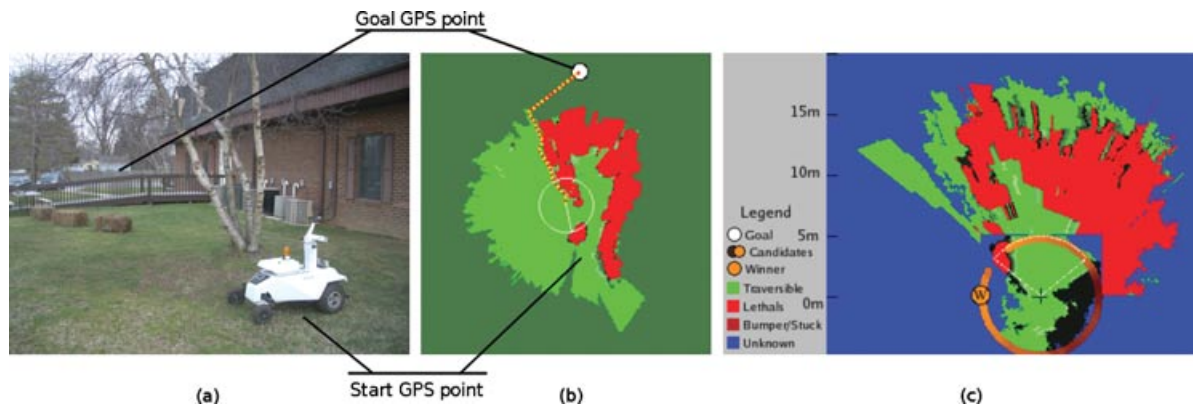 Goal GPS point
15m
10m
5m
0m
Legend
Goal
Candidates
Winner
Traversible
Lethals
Bumper/Stuck
Unknown
W
Start GPS point
(a)
(b)
(c)